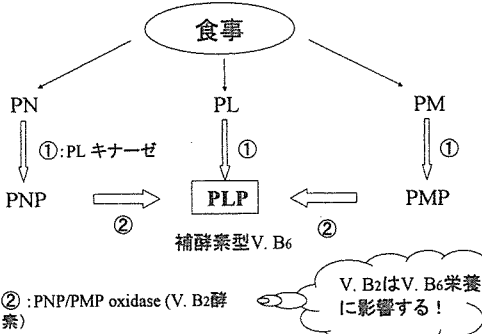 食事
PN PL PM
①:PL キナーゼ ① ①
PNP PLP PMP
② ②
補酵素型V. B6
② :PNP/PMP oxidase (V. B2酵
素)
V. B2はV. B6栄養
に影響する！